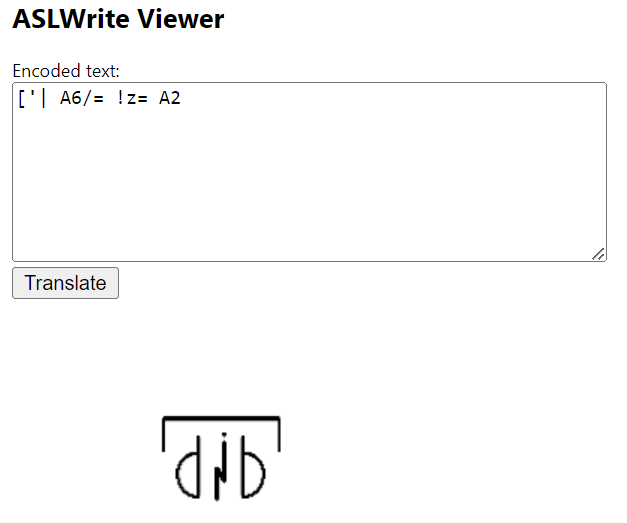 ASLWrite Viewer
Encoded text:
['| A6/= !z= A2
Translate